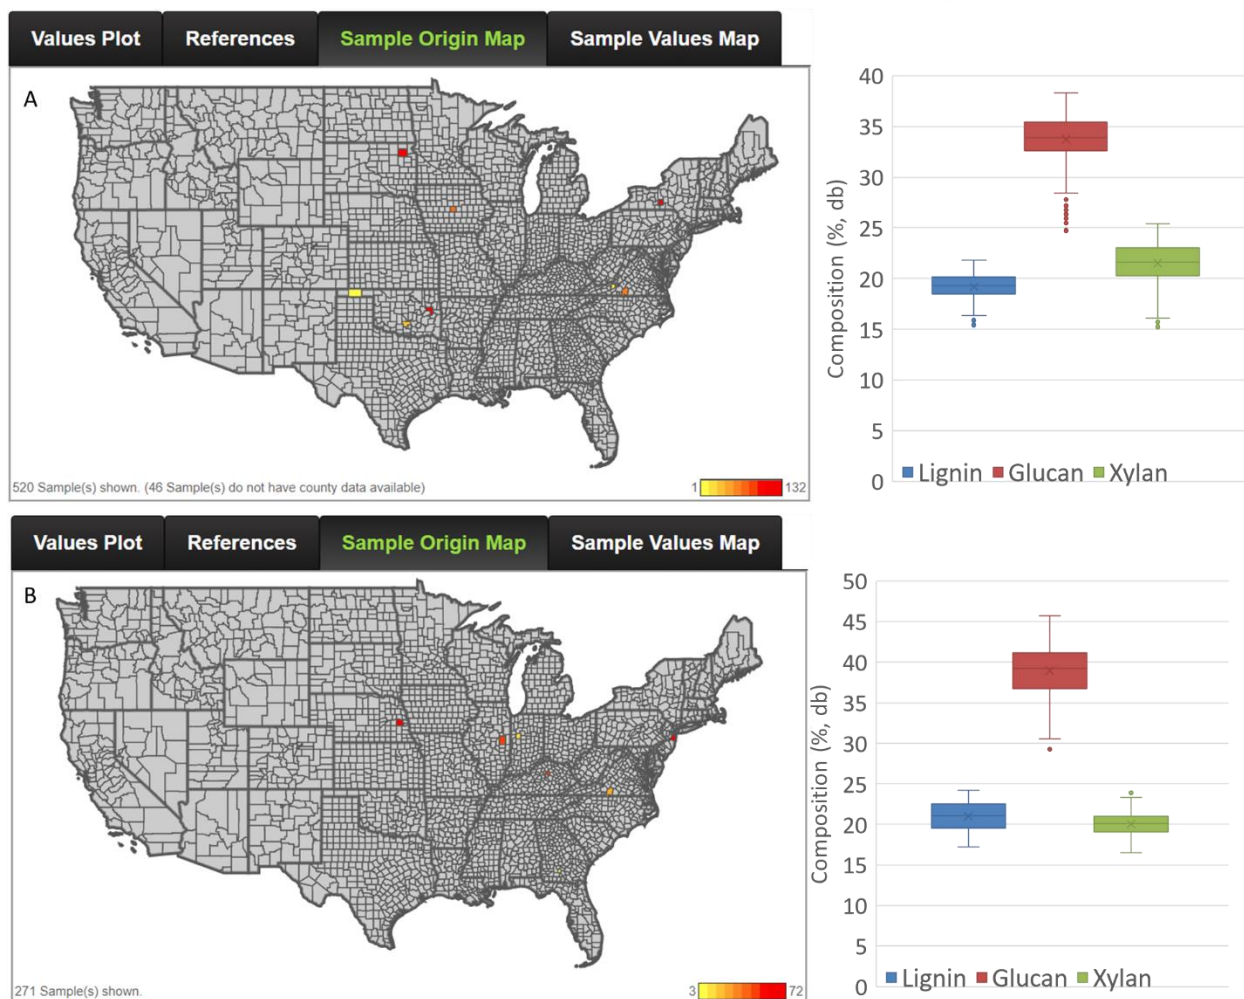 Values Plot References Sample Origin Map Sample Values Map
A
520 Sample(s) shown. (46 Sample(s) do not have county data available)
1 132
Composition (%, db)
40
35
30
25
20
15
10
5
0
Lignin Glucan Xylan
Values Plot References Sample Origin Map Sample Values Map
B
271 Sample(s) shown.
3 72
Composition (%, db)
50
45
40
35
30
25
20
15
10
5
0
Lignin Glucan Xylan